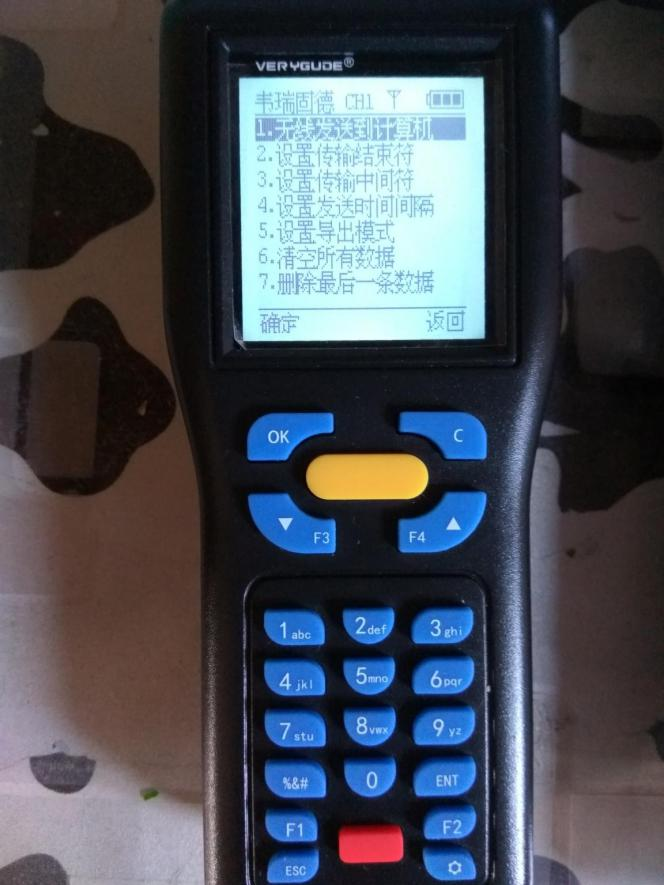 VERYGUDE®
韦瑞固德 CH1
1.无线发送到计算机
2.设置传输结束符
3.设置传输中间符
4.设置发送时间间隔
5.设置导出模式
6.清空所有数据
7.删除最后一条数据
确定 返回
OK C
F3 F4
1abc 2def 3ghi
4jkl 5mno 6pqr
7stu 8vwx 9yz
%&# 0 ENT
F1 F2
ESC